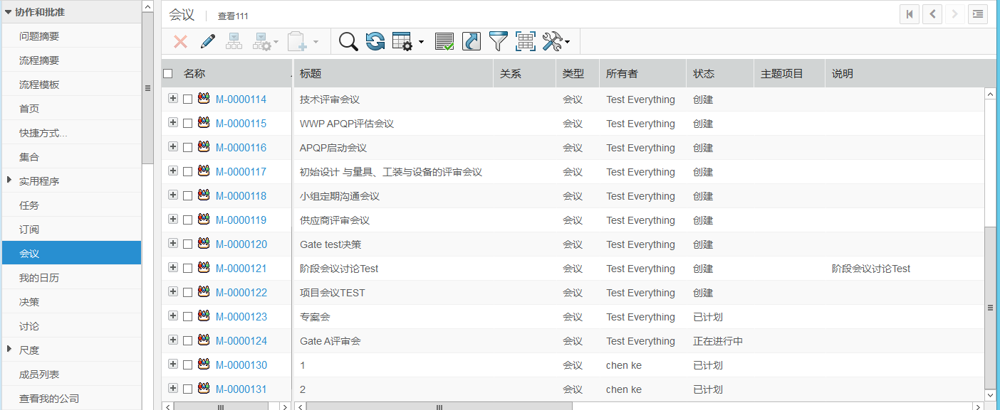 协作和批准
问题摘要
流程摘要
流程模板
首页
快捷方式...
集合
实用程序
任务
订阅
会议
我的日历
决策
讨论
尺度
成员列表
查看我的公司
会议 查看111
名称 标题 关系 类型 所有者 状态 主题项目 说明
M-0000114 技术评审会议 会议 Test Everything 创建
M-0000115 WWP APQP评估会议 会议 Test Everything 创建
M-0000116 APQP启动会议 会议 Test Everything 创建
M-0000117 初始设计 与量具、工装与设备的评审会议 会议 Test Everything 创建
M-0000118 小组定期沟通会议 会议 Test Everything 创建
M-0000119 供应商评审会议 会议 Test Everything 创建
M-0000120 Gate test决策 会议 Test Everything 创建
M-0000121 阶段会议讨论Test 会议 Test Everything 创建 阶段会议讨论Test
M-0000122 项目会议TEST 会议 Test Everything 创建
M-0000123 专案会 会议 Test Everything 已计划
M-0000124 Gate A评审会 会议 Test Everything 正在进行中
M-0000130 1 会议 chen ke 已计划
M-0000131 2 会议 chen ke 已计划